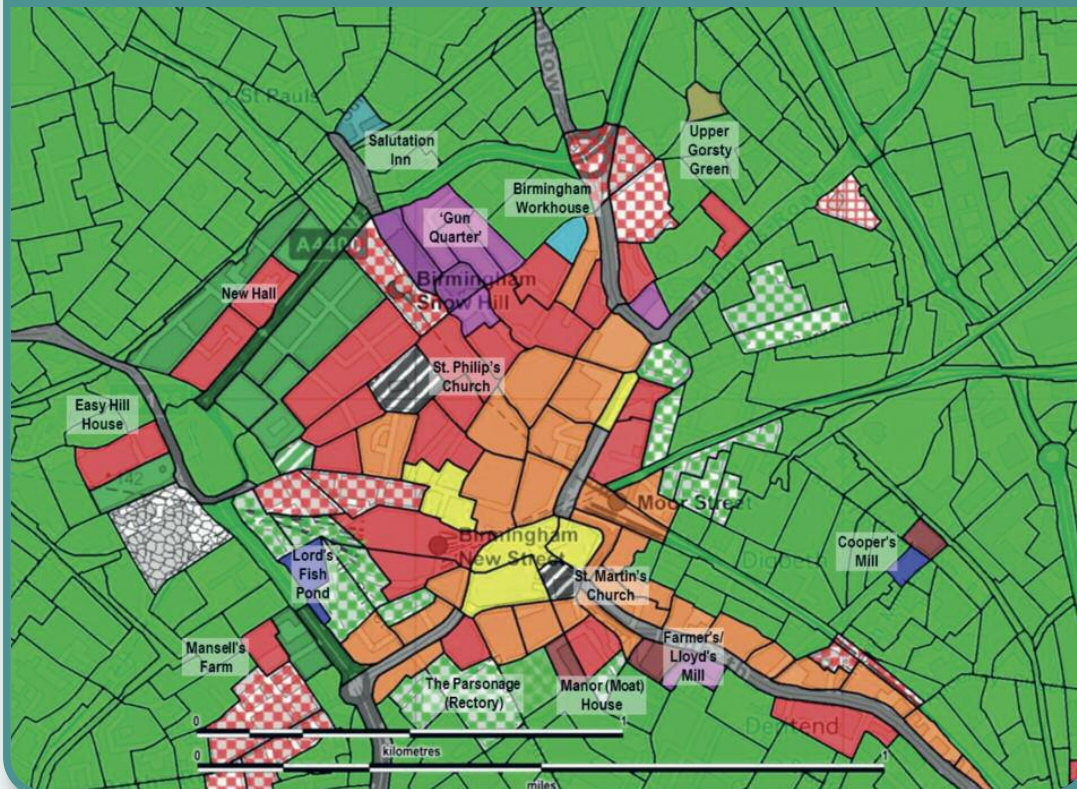 Row
St Pauls
Salutation
Inn
Upper
Gorsty
Green
Birmingham
Workhouse
'Gun
Quarter'
A4400
New Hall
Birmingham
Snow Hill
St. Philip's
Church
Easy Hill
House
142
Moor Street
Birmingham
New Street
Lord's
Fish
Pond
Digbeth
Cooper's
Mill
St. Martin's
Church
Mansell's
Farm
Farmer's/
Lloyd's
Mill
The Parsonage
(Rectory)
Manor (Moat)
House
Deritend
0
1
kilometres
0
1
miles